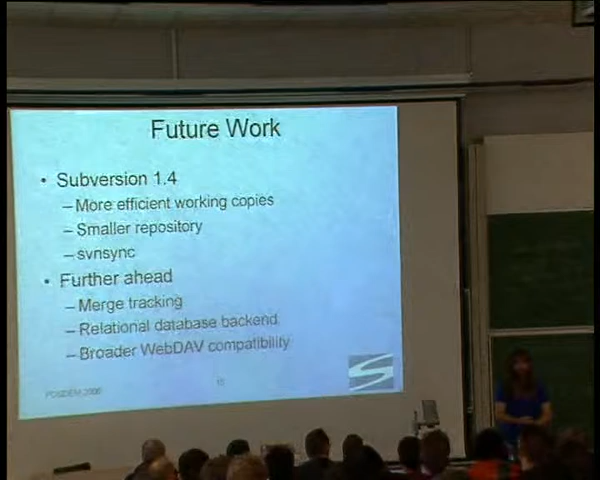 Future Work
• Subversion 1.4
–More efficient working copies
–Smaller repository
–svnsync
• Further ahead
–Merge tracking
–Relational database backend
–Broader WebDAV compatibility
FOSDEM 2006